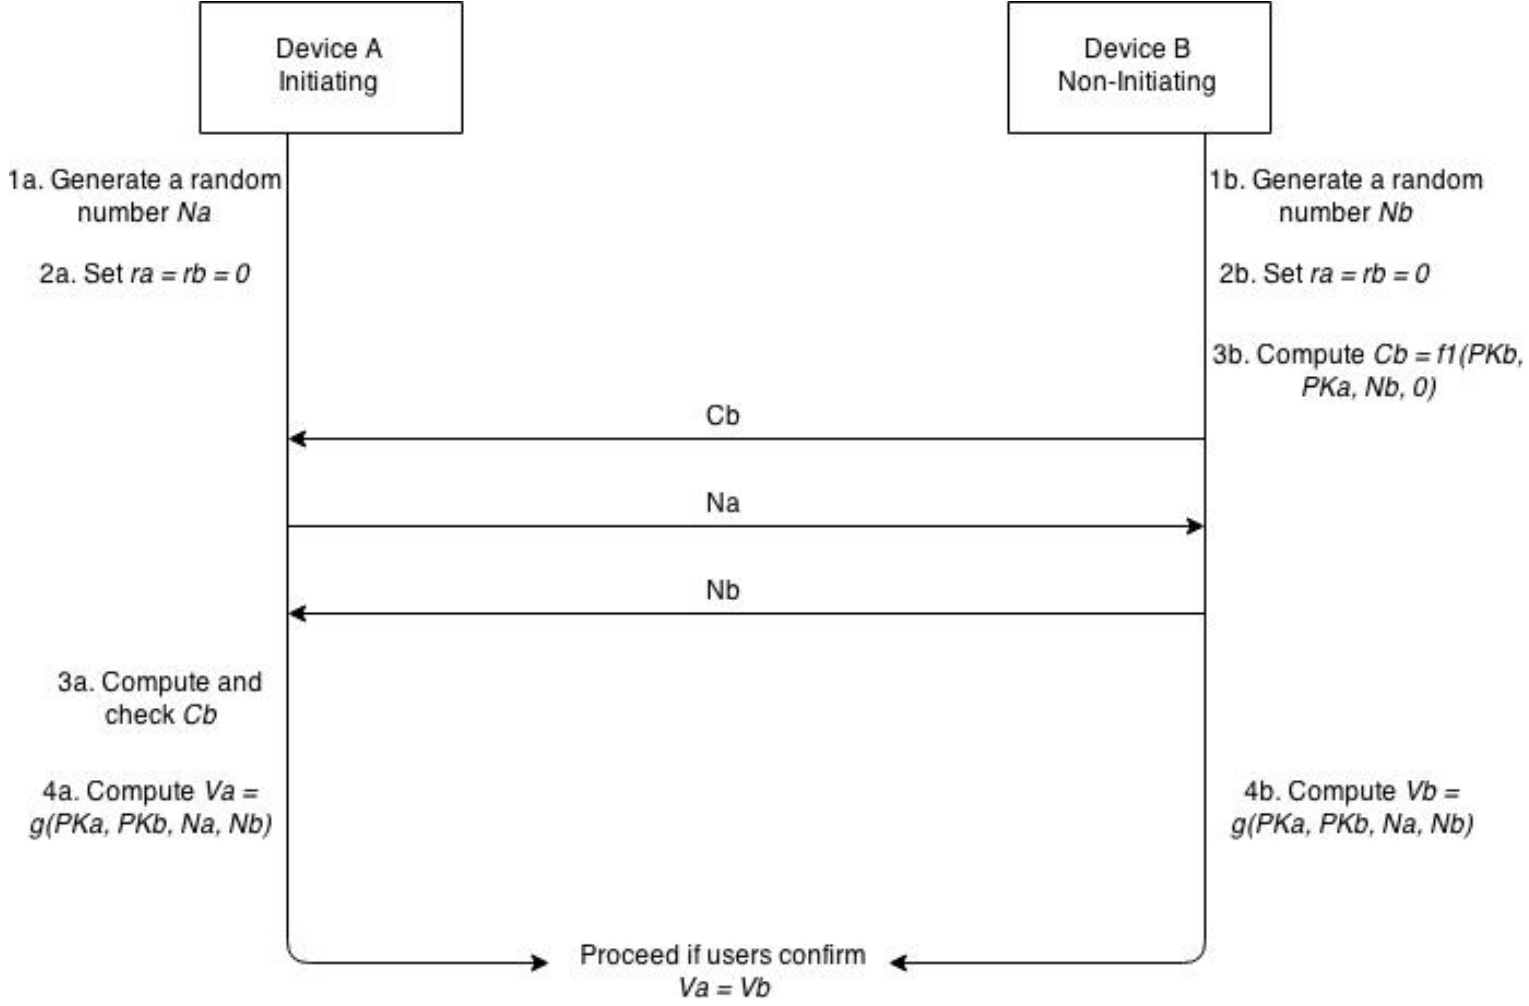 Device A
Initiating
Device B
Non-Initiating
1a. Generate a random
number Na
1b. Generate a random
number Nb
2a. Set ra = rb = 0
2b. Set ra = rb = 0
3b. Compute Cb = f1(PKb,
PKa, Nb, 0)
Cb
Na
Nb
3a. Compute and
check Cb
4a. Compute Va =
g(PKa, PKb, Na, Nb)
4b. Compute Vb =
g(PKa, PKb, Na, Nb)
Proceed if users confirm
Va = Vb